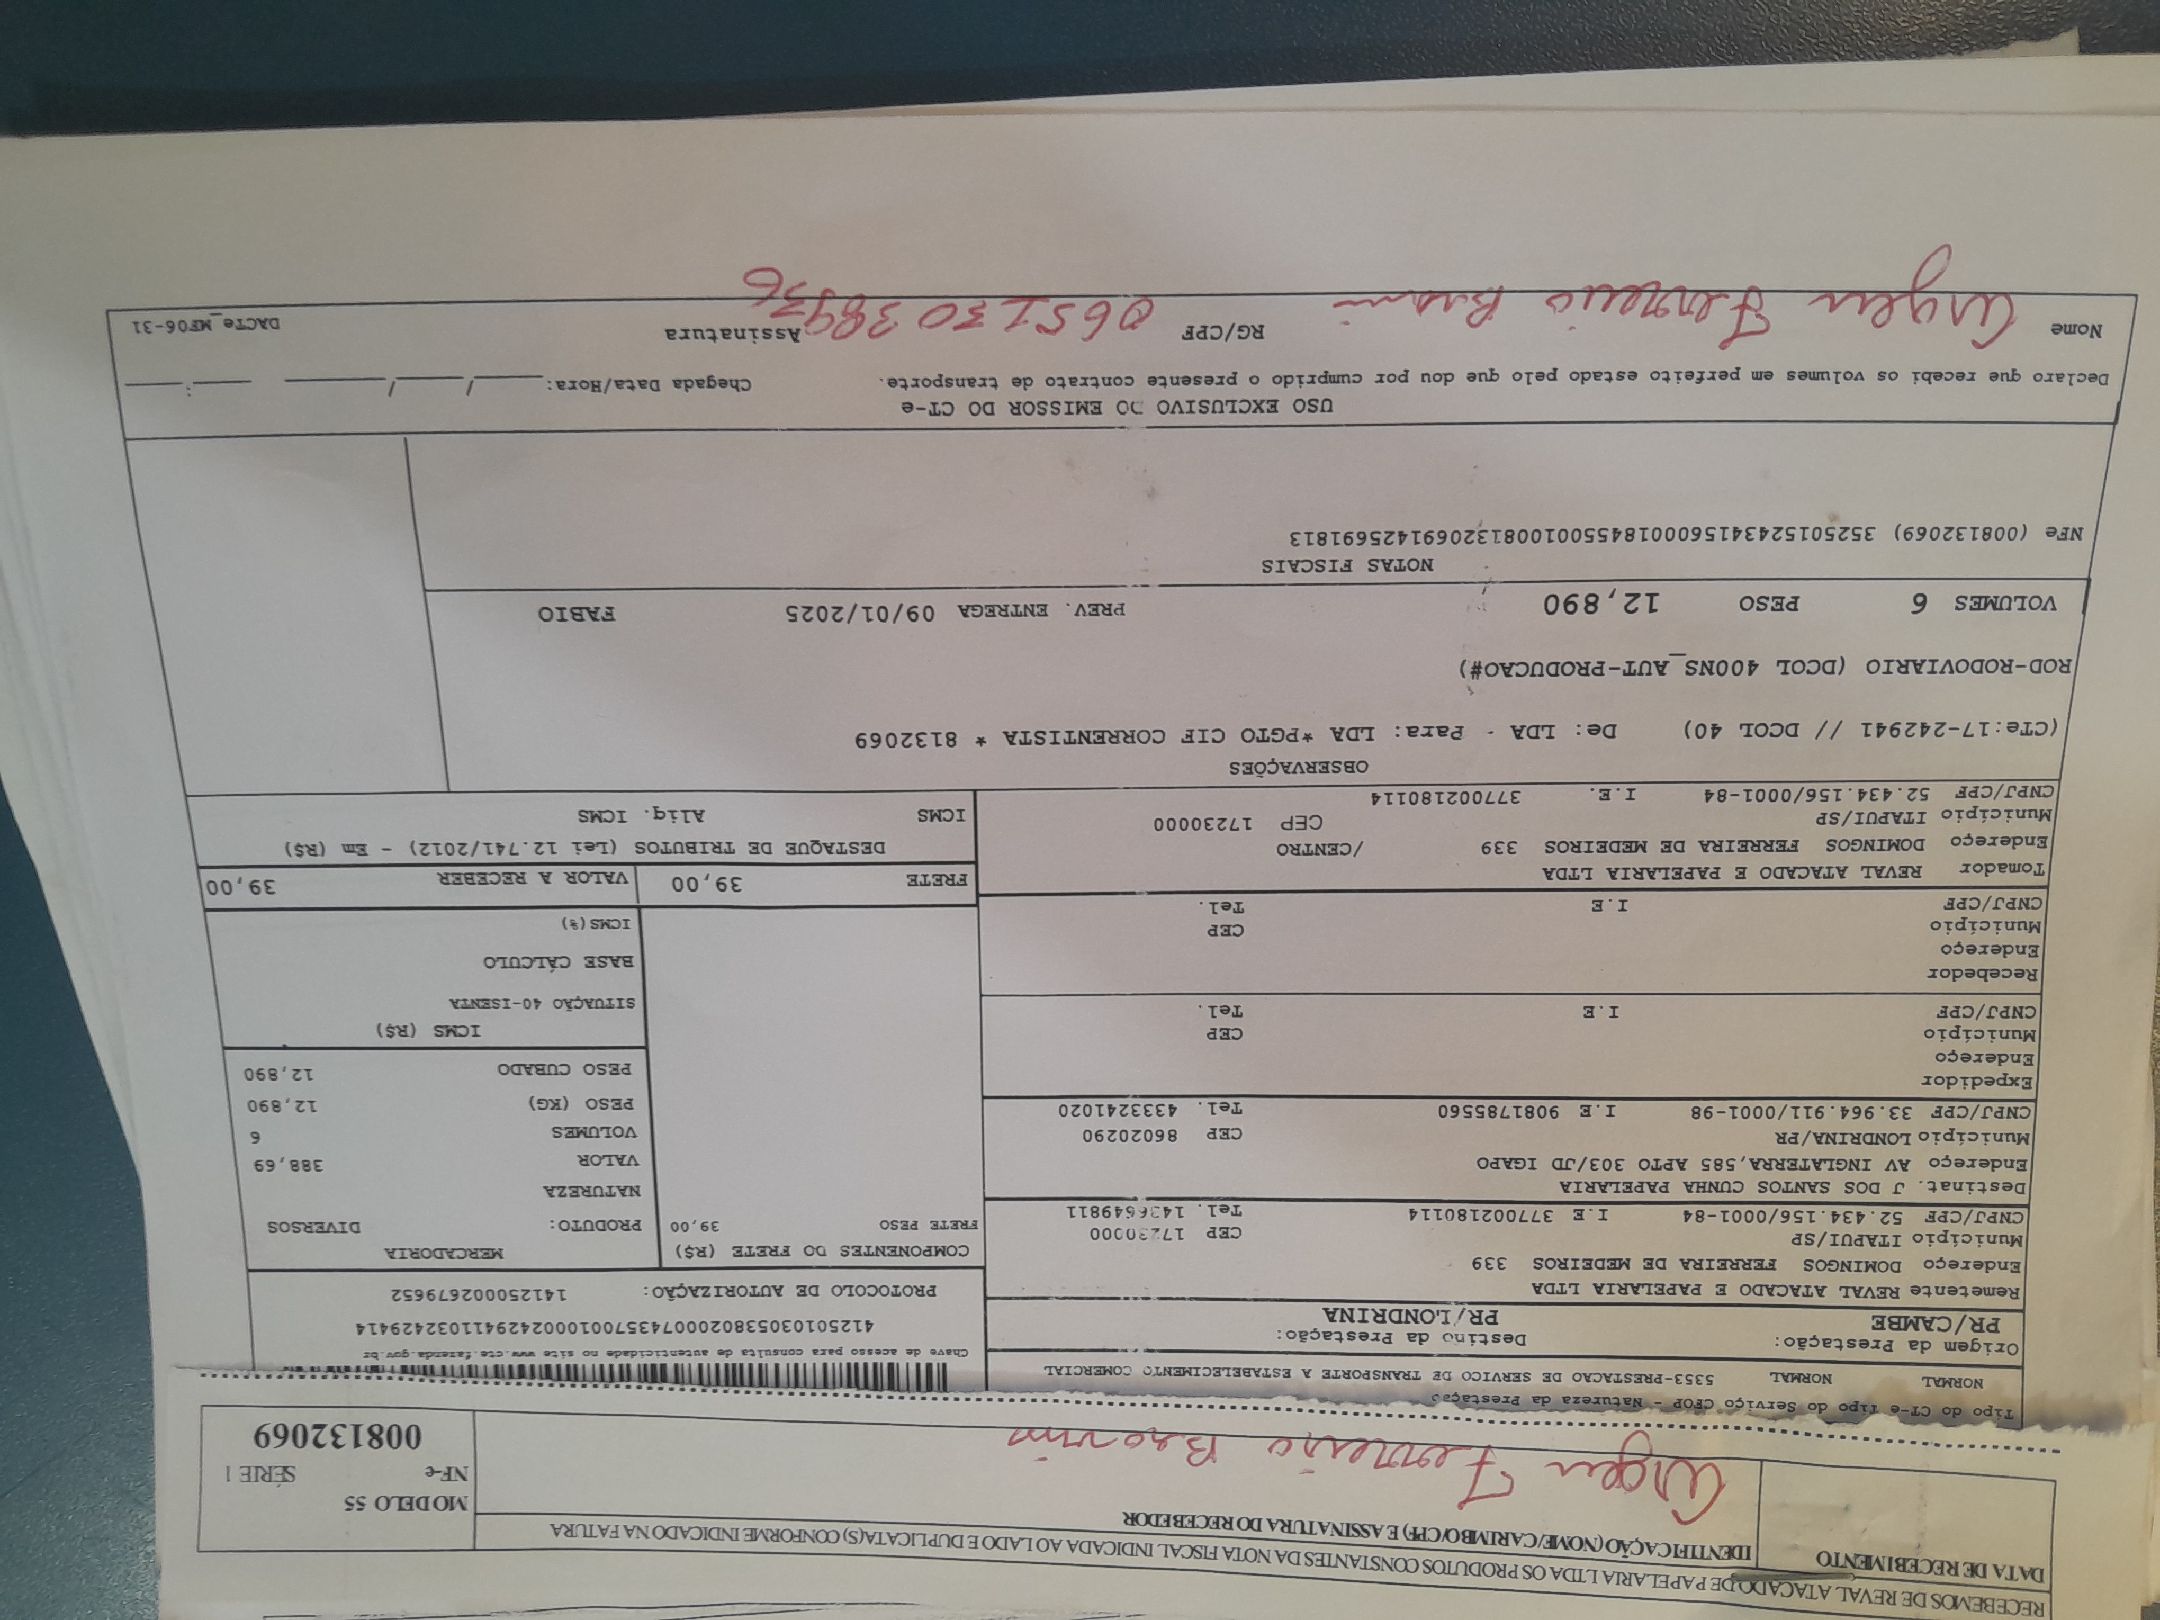 RECEBEMOS DE REVAL ATACADO DE PAPELARIA LTDA OS PRODUTOS CONSTANTES DA NOTA FISCAL INDICADA AO LADO E DUPLICATA(S) CONFORME INDICADO NA FATURA
DATA DE RECEBIMENTO
IDENTIFICAÇÃO (NOME/CARIMBO/CPF) E ASSINATURA DO RECEBEDOR
MODELO 55
NF-e SÉRIE 1
008132069
Tipo do CT-e Tipo do Serviço CFOP - Natureza da Prestação
NORMAL NORMAL 5353-PRESTACAO DE SERVICO DE TRANSPORTE A ESTABELECIMENTO COMERCIAL
Origem da Prestação: Destino da Prestação:
PR/CAMBE PR/LONDRINA
Chave de acesso para consulta de autenticidade no site www.cte.fazenda.gov.br
PROTOCOLO DE AUTORIZAÇÃO: 141250002679652
Remetente REVAL ATACADO E PAPELARIA LTDA
Endereço DOMINGOS FERREIRA DE MEDEIROS 339
Município ITAPUI/SP CEP 17230000
CNPJ/CPF 52.434.156/0001-84 I.E 377002180114 Tel. 1436649811
Destinat. J DOS SANTOS CUNHA PAPELARIA
Endereço AV INGLATERRA,585 APTO 303/JD IGAPO
Município LONDRINA/PR CEP 86020290
CNPJ/CPF 33.964.911/0001-98 I.E 9081785560 Tel. 4333241020
Expedidor
Endereço
Município CEP
CNPJ/CPF I.E Tel.
Recebedor
Endereço
Município CEP
CNPJ/CPF I.E Tel.
Tomador REVAL ATACADO E PAPELARIA LTDA
Endereço DOMINGOS FERREIRA DE MEDEIROS 339 /CENTRO
Município ITAPUI/SP CEP 17230000
CNPJ/CPF 52.434.156/0001-84 I.E. 377002180114
COMPONENTES DO FRETE (R$)
FRETE PESO 39,00
MERCADORIA
PRODUTO: DIVERSOS
NATUREZA
VALOR 388,69
VOLUMES 6
PESO (KG) 12,890
PESO CUBADO 12,890
ICMS (R$)
SITUAÇÃO 40-ISENTA
BASE CÁLCULO
ICMS(%)
FRETE 39,00 VALOR A RECEBER 39,00
DESTAQUE DE TRIBUTOS (Lei 12.741/2012) - Em (R$)
ICMS Aliq. ICMS
OBSERVAÇÕES
(CTe:17-242941 // DCOL 40) De: LDA - Para: LDA *PGTO CIF CORRENTISTA * 8132069
ROD-RODOVIARIO (DCOL 400NS_AUT-PRODUCAO#)
VOLUMES 6 PESO 12,890 PREV. ENTREGA 09/01/2025 FABIO
NOTAS FISCAIS
NFe (008132069) 35250152434156000184550010081320691425691813
USO EXCLUSIVO DO EMISSOR DO CT-e
Declaro que recebi os volumes em perfeito estado pelo que dou por cumprido o presente contrato de transporte. Chegada Data/Hora: ____/____/______ ____:____
Nome RG/CPF Assinatura
DACTe_MF06-31